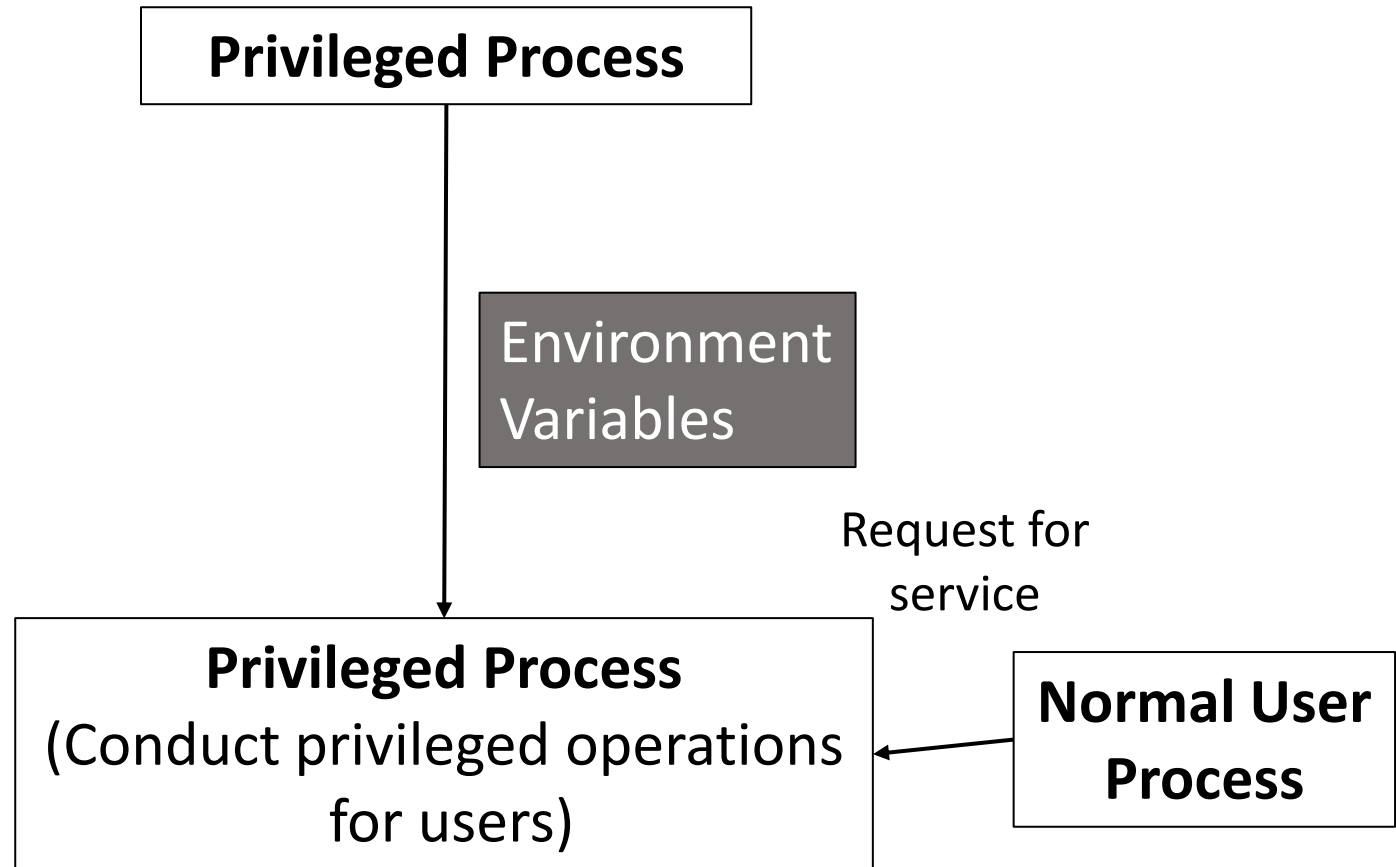 Privileged Process
Environment
Variables
Request for
service
Privileged Process
(Conduct privileged operations
for users)
Normal User
Process